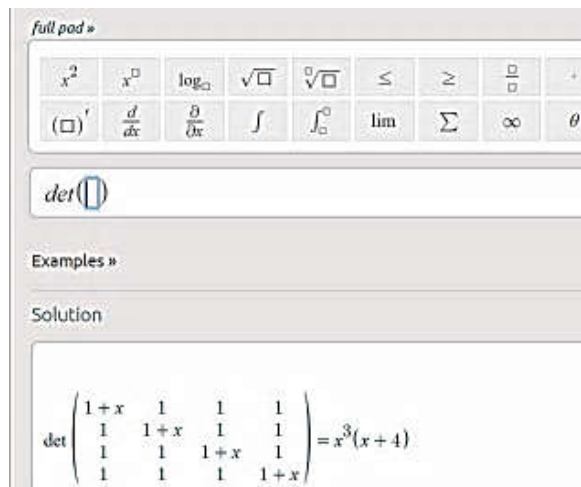 full pad »
x² x^□ log□ √□ □√□ ≤ ≥ □/□
(□)' d/dx ∂/∂x ∫ ∫□^□ lim Σ ∞ θ
det(□)
Examples »
Solution
1 + x 1 1 1
1 1 + x 1 1
det = x³(x + 4)
1 1 1 + x 1
1 1 1 1 + x